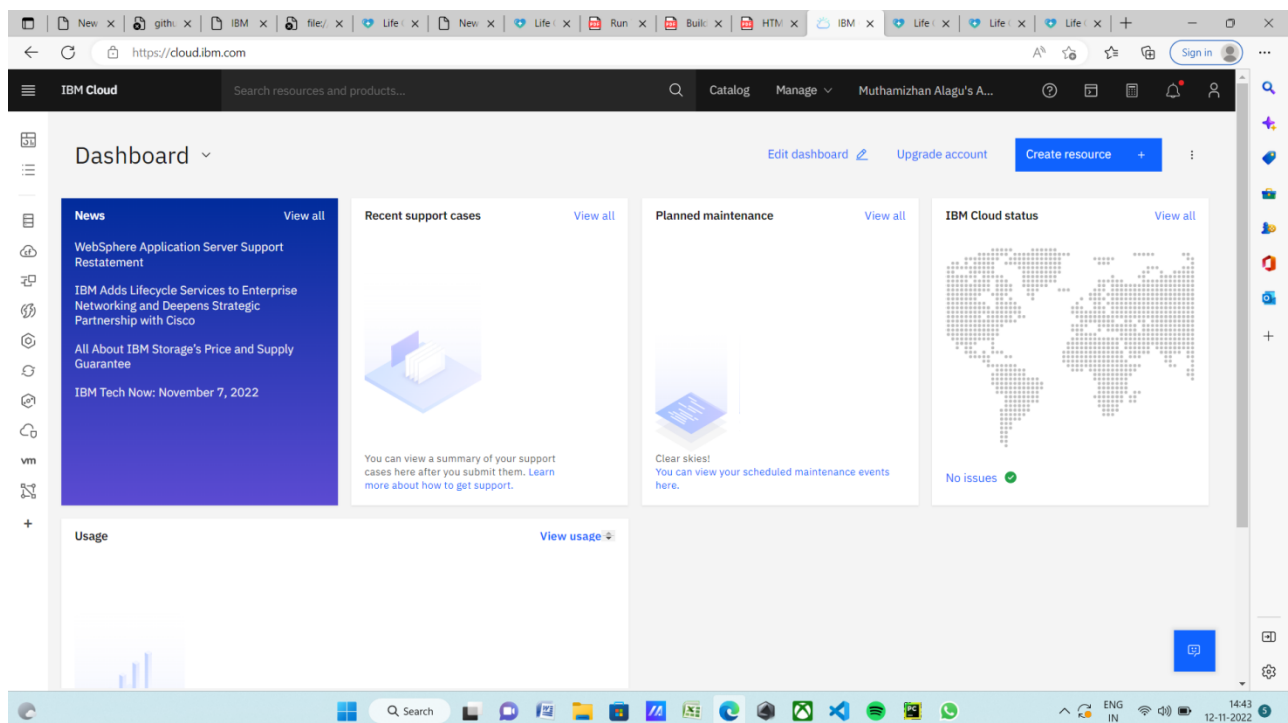 New
githu
IBM
file:/
Life (
New
Life (
Run
Build
HTM
IBM
Life (
Life (
Life (
https://cloud.ibm.com
Sign in
IBM Cloud
Search resources and products...
Catalog
Manage
Muthamizhan Alagu's A...
Dashboard
Edit dashboard
Upgrade account
Create resource +
News
View all
WebSphere Application Server Support
Restatement
IBM Adds Lifecycle Services to Enterprise
Networking and Deepens Strategic
Partnership with Cisco
All About IBM Storage's Price and Supply
Guarantee
IBM Tech Now: November 7, 2022
Recent support cases
View all
You can view a summary of your support
cases here after you submit them. Learn
more about how to get support.
Planned maintenance
View all
Clear skies!
You can view your scheduled maintenance events
here.
IBM Cloud status
View all
No issues
vm
Usage
View usage
Search
ENG
IN
14:43
12-11-2022
5